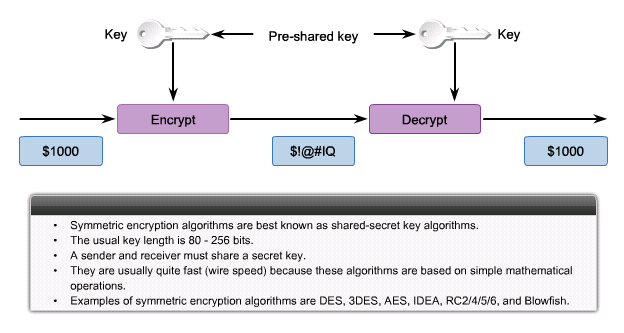 Key Pre-shared key Key
Encrypt Decrypt
$1000 $!@#IQ $1000
• Symmetric encryption algorithms are best known as shared-secret key algorithms.
• The usual key length is 80 - 256 bits.
• A sender and receiver must share a secret key.
• They are usually quite fast (wire speed) because these algorithms are based on simple mathematical
operations.
• Examples of symmetric encryption algorithms are DES, 3DES, AES, IDEA, RC2/4/5/6, and Blowfish.